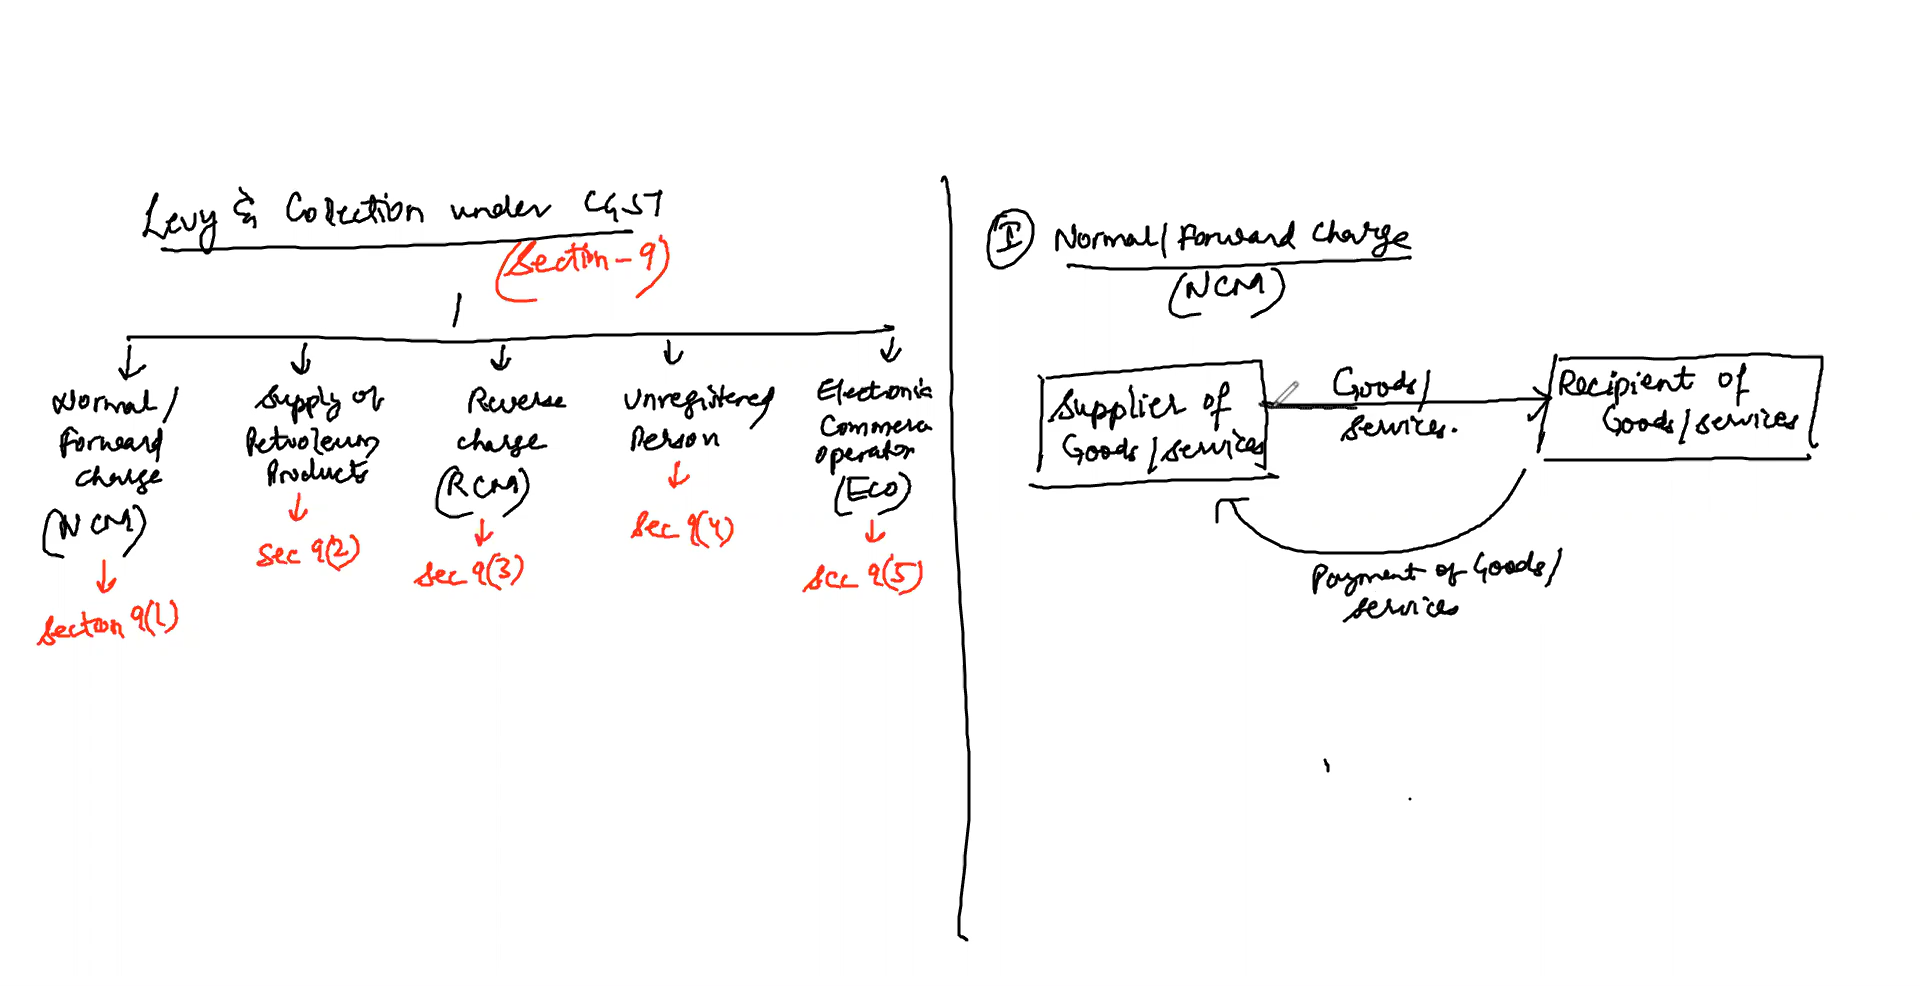 Levy & Collection under CGST
(Section-9)
Normal/
Forward
charge
(NCM)
Section 9(1)
Supply of
Petroleum
Products
Sec 9(2)
Reverse
charge
(RCM)
Sec 9(3)
Unregistered
Person
Sec 9(4)
Electronic
Commerce
operator
(ECO)
Sec 9(5)
I Normal/Forward Charge
(NCM)
Supplier of
Goods/services
Goods/
services.
Recipient of
Goods/services
Payment of Goods/
services